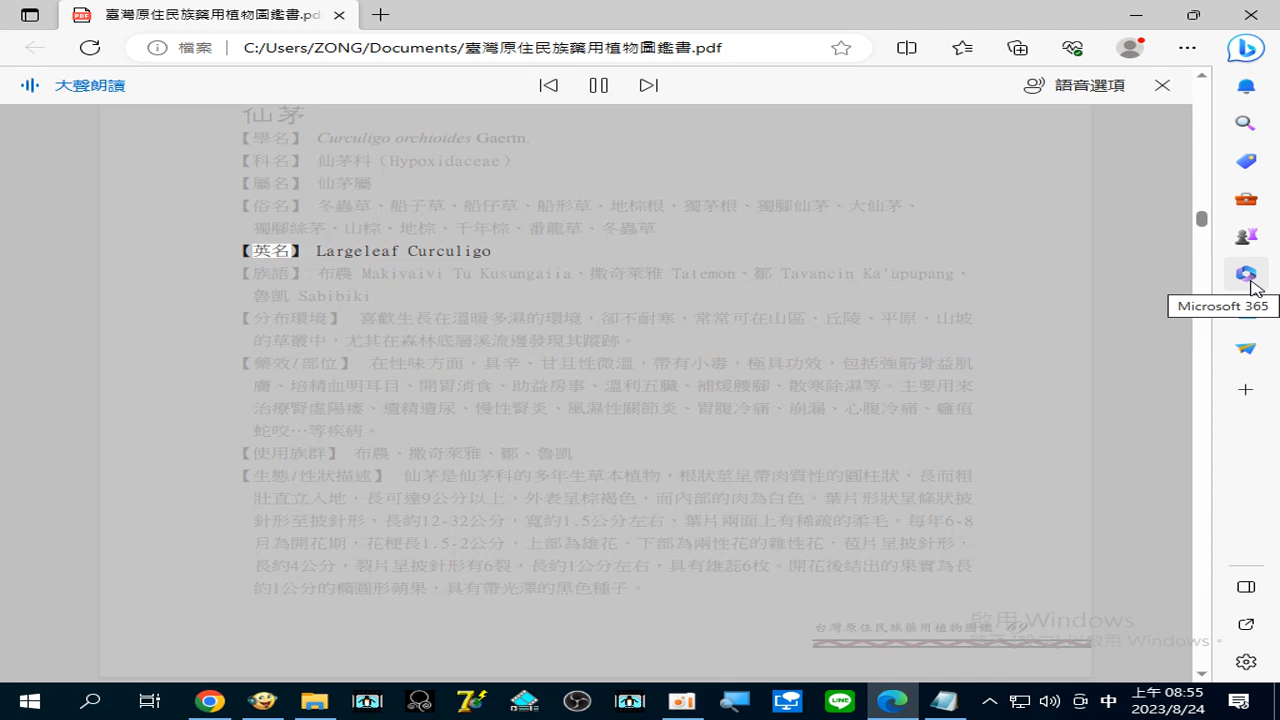 臺灣原住民族藥用植物圖鑑書.pdf
檔案
C:/Users/ZONG/Documents/臺灣原住民族藥用植物圖鑑書.pdf
大聲朗讀
語音選項
仙茅
【學名】 Curculigo orchioides Gaertn.
【科名】 仙茅科（Hypoxidaceae）
【屬名】 仙茅屬
【俗名】 冬蟲草、船子草、船仔草、船形草、地棕根、獨茅根、獨腳仙茅、大仙茅、
獨腳絲茅、山棕、地棕、千年棕、番龍草、冬蟲草
【英名】 Largeleaf Curculigo
【族語】 布農 Makivaivi Tu Kusungaiia、撒奇萊雅 Tatemon、鄒 Tavancin Ka'upupang、
魯凱 Sabibiki
【分布環境】 喜歡生長在溫暖多濕的環境，卻不耐寒，常常可在山區、丘陵、平原、山坡
的草叢中，尤其在森林底層溪流邊發現其蹤跡。
【藥效/部位】 在性味方面，具辛、甘且性微溫，帶有小毒，極具功效，包括強筋骨益肌
膚、培精血明耳目、開胃消食、助益房事、溫利五臟、補緩腰腳、散寒除濕等。主要用來
治療腎虛陽痿、遺精遺尿、慢性腎炎、風濕性關節炎、胃腹冷痛、崩漏、心腹冷痛、癰疽
蛇咬…等疾病。
【使用族群】 布農、撒奇萊雅、鄒、魯凱
【生態/性狀描述】 仙茅是仙茅科的多年生草本植物，根狀莖呈帶肉質性的圓柱狀，長而粗
壯直立入地，長可達9公分以上，外表呈棕褐色，而內部的肉為白色。葉片形狀呈條狀披
針形至披針形，長約12-32公分，寬約1.5公分左右，葉片兩面上有稀疏的柔毛。每年6-8
月為開花期，花梗長1.5-2公分，上部為雄花、下部為兩性花的雜性花，苞片呈披針形，
長約4公分，裂片呈披針形有6裂，長約1公分左右，具有雄蕊6枚。開花後結出的果實為長
約1公分的橢圓形蒴果，具有帶光澤的黑色種子。
台灣原住民族藥用植物圖鑑 69
啟用 Windows
Microsoft 365
中
上午 08:55
2023/8/24